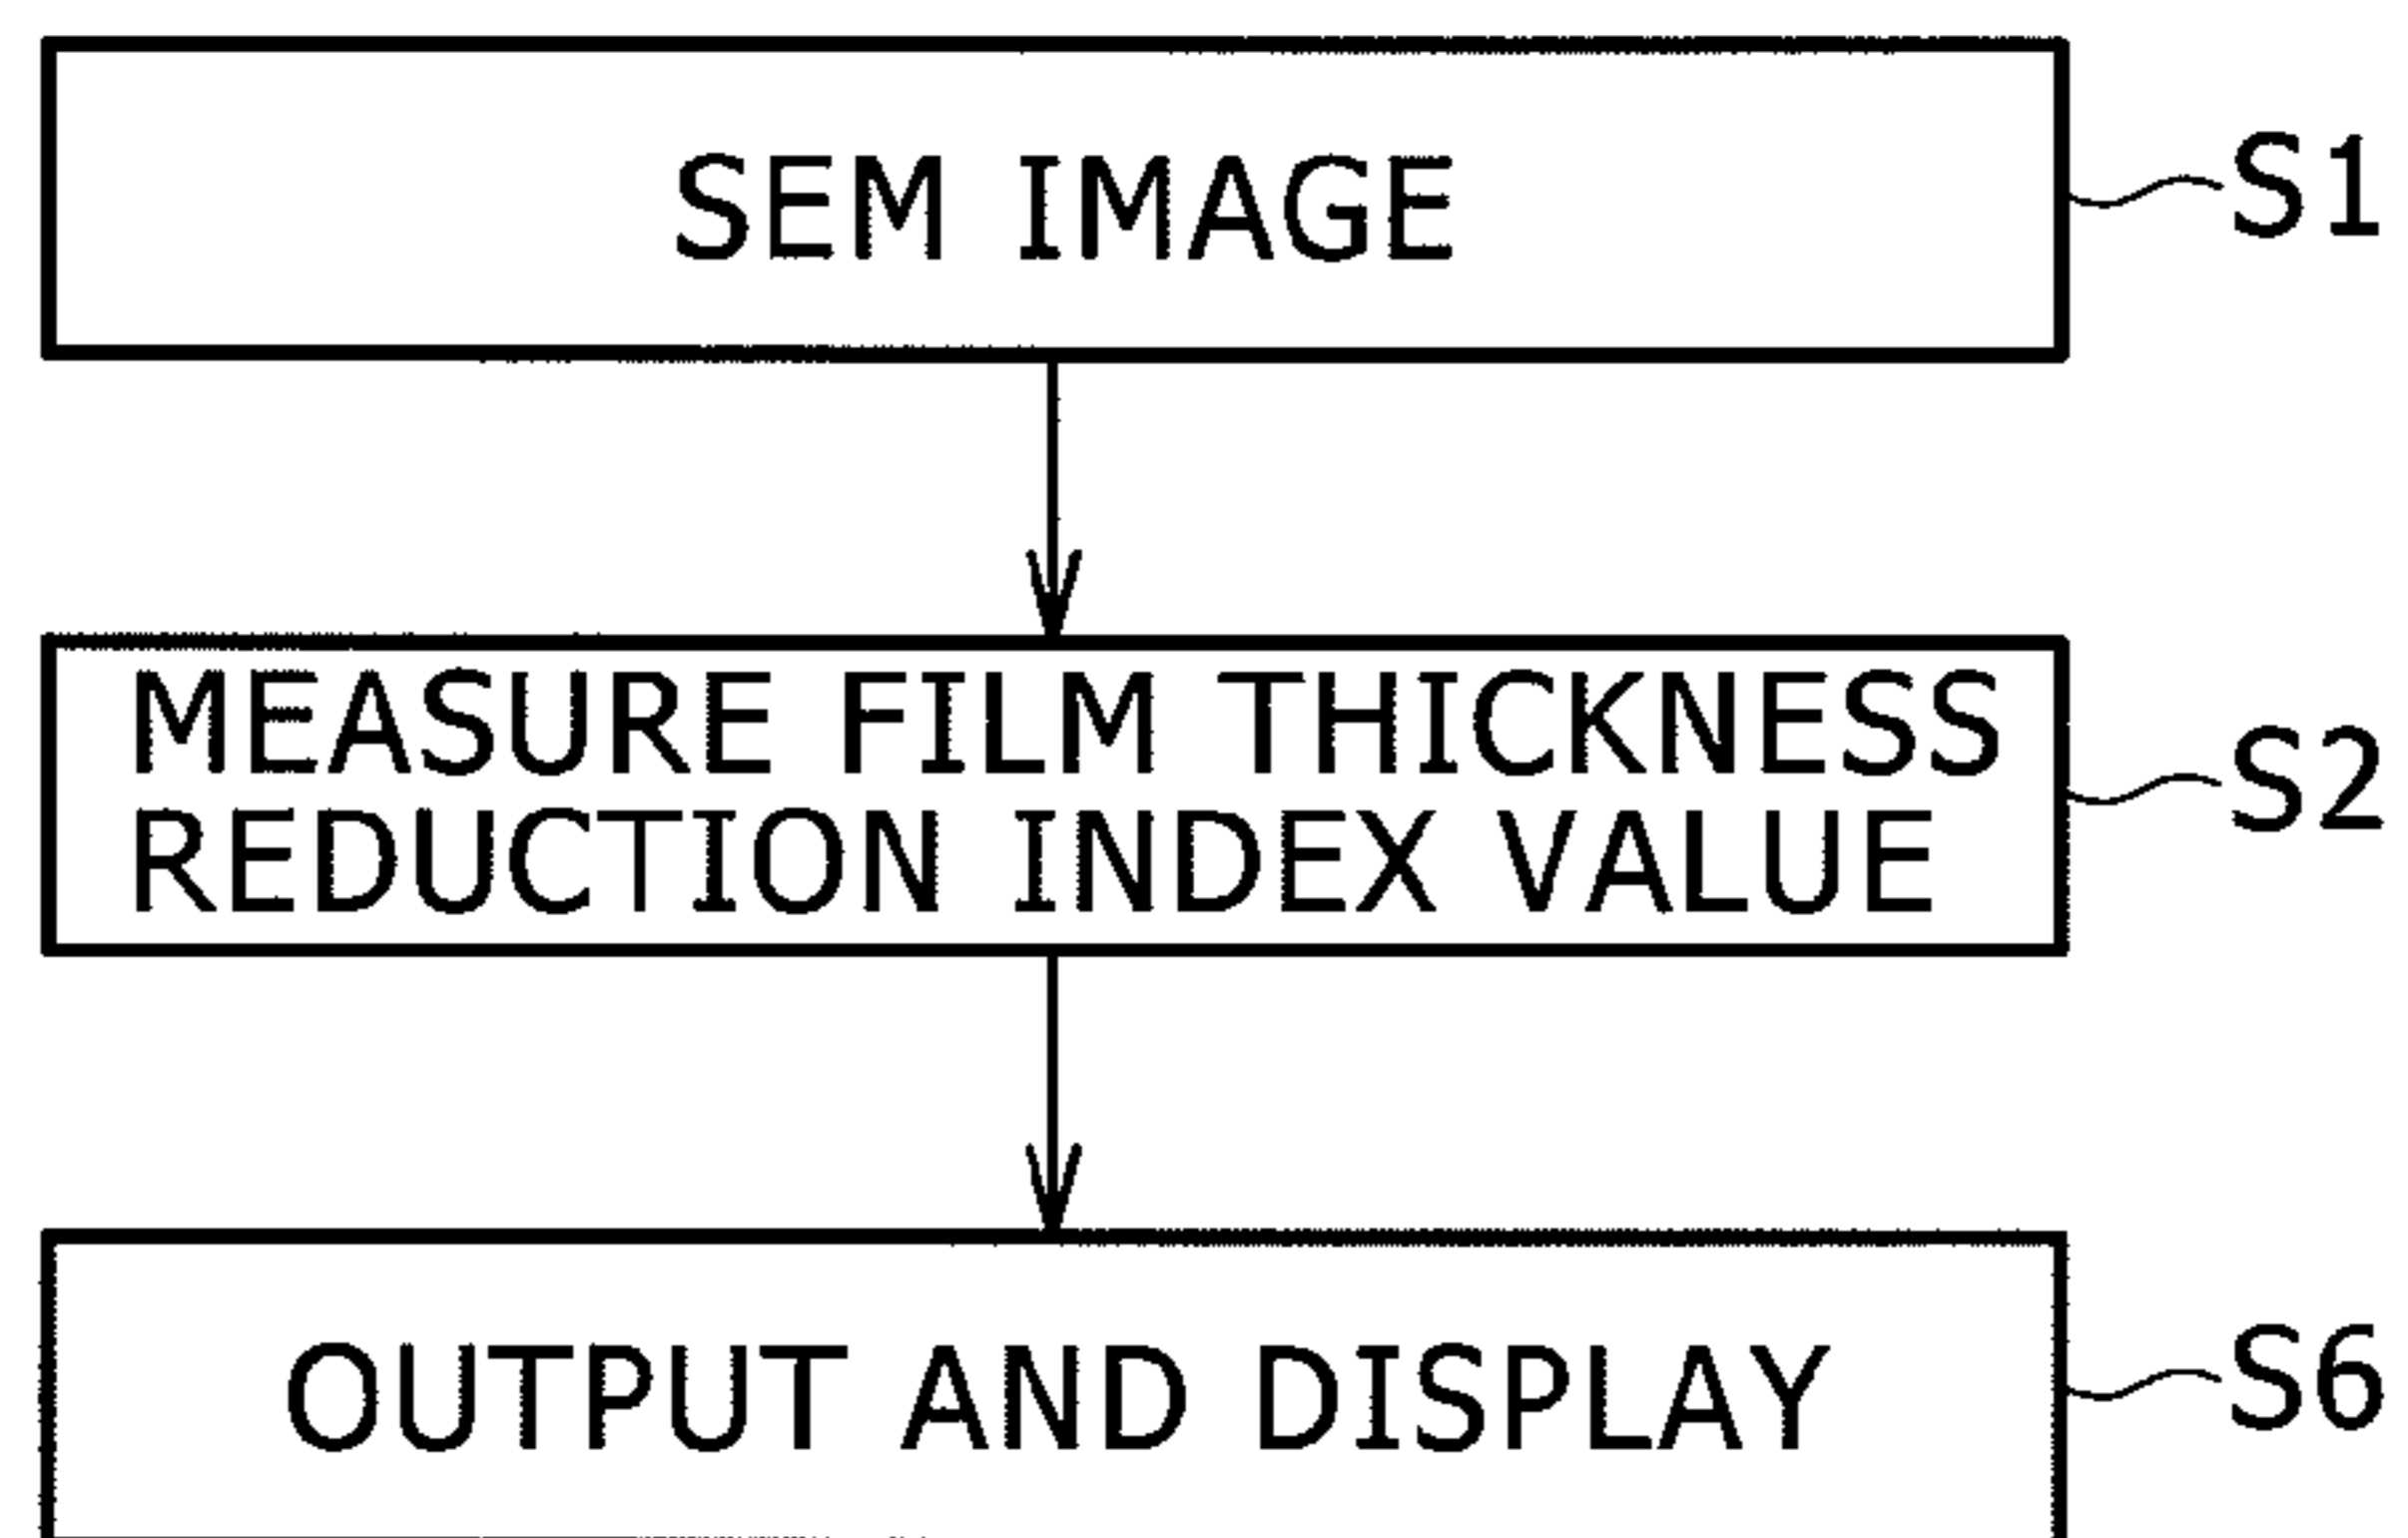 SEM IMAGE
S1
MEASURE FILM THICKNESS
REDUCTION INDEX VALUE
S2
OUTPUT AND DISPLAY
S6